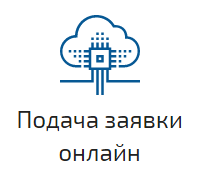 Подача заявки
онлайн